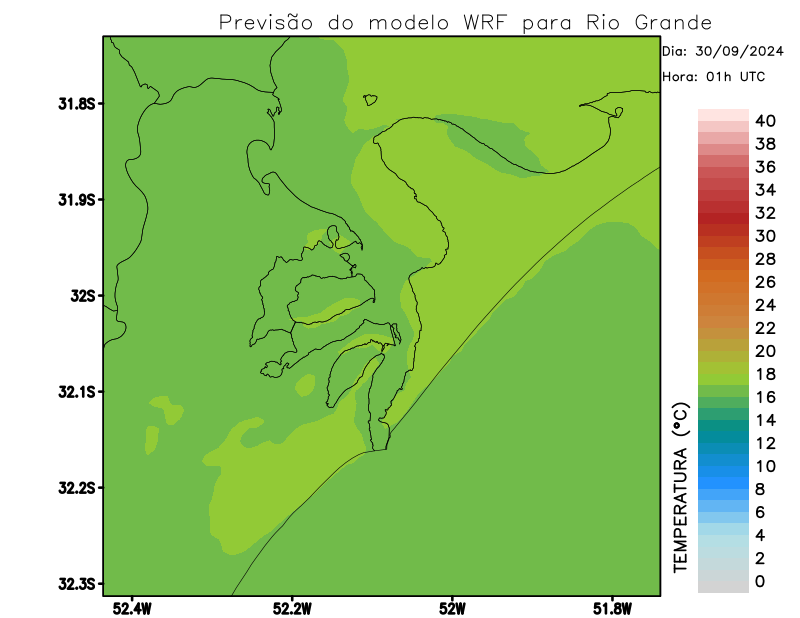 Previsão do modelo WRF para Rio Grande
Dia: 30/09/2024
Hora: 01h UTC
31.8S
31.9S
32S
32.1S
32.2S
32.3S
52.4W
52.2W
52W
51.8W
TEMPERATURA (°C)
40
38
36
34
32
30
28
26
24
22
20
18
16
14
12
10
8
6
4
2
0